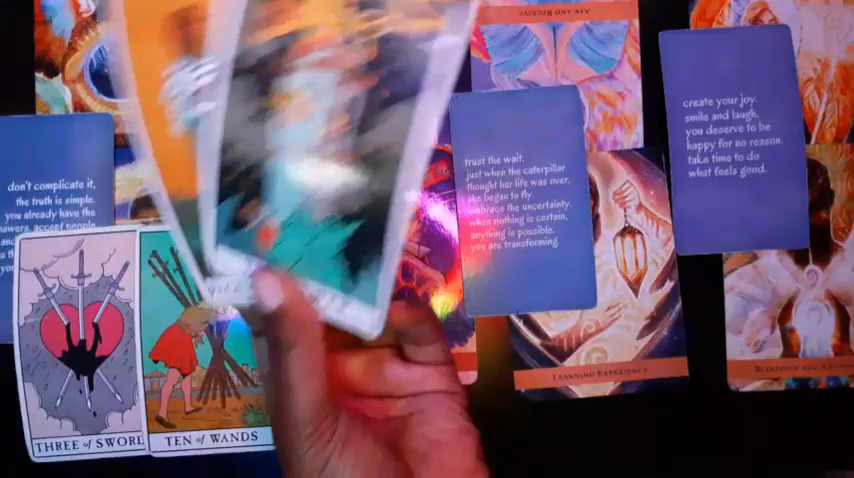 ASK AND RECEIVE
create your joy.
smile and laugh,
you deserve to be
happy for no reason.
take time to do
what feels good.
trust the wait.
just when the caterpillar
thought her life was over,
she began to fly.
embrace the uncertainty.
when nothing is certain,
anything is possible.
you are transforming.
don't complicate it,
the truth is simple.
you already have the
accept people
LEARNING EXPERIENCE
THREE of SWORD
TEN of WANDS